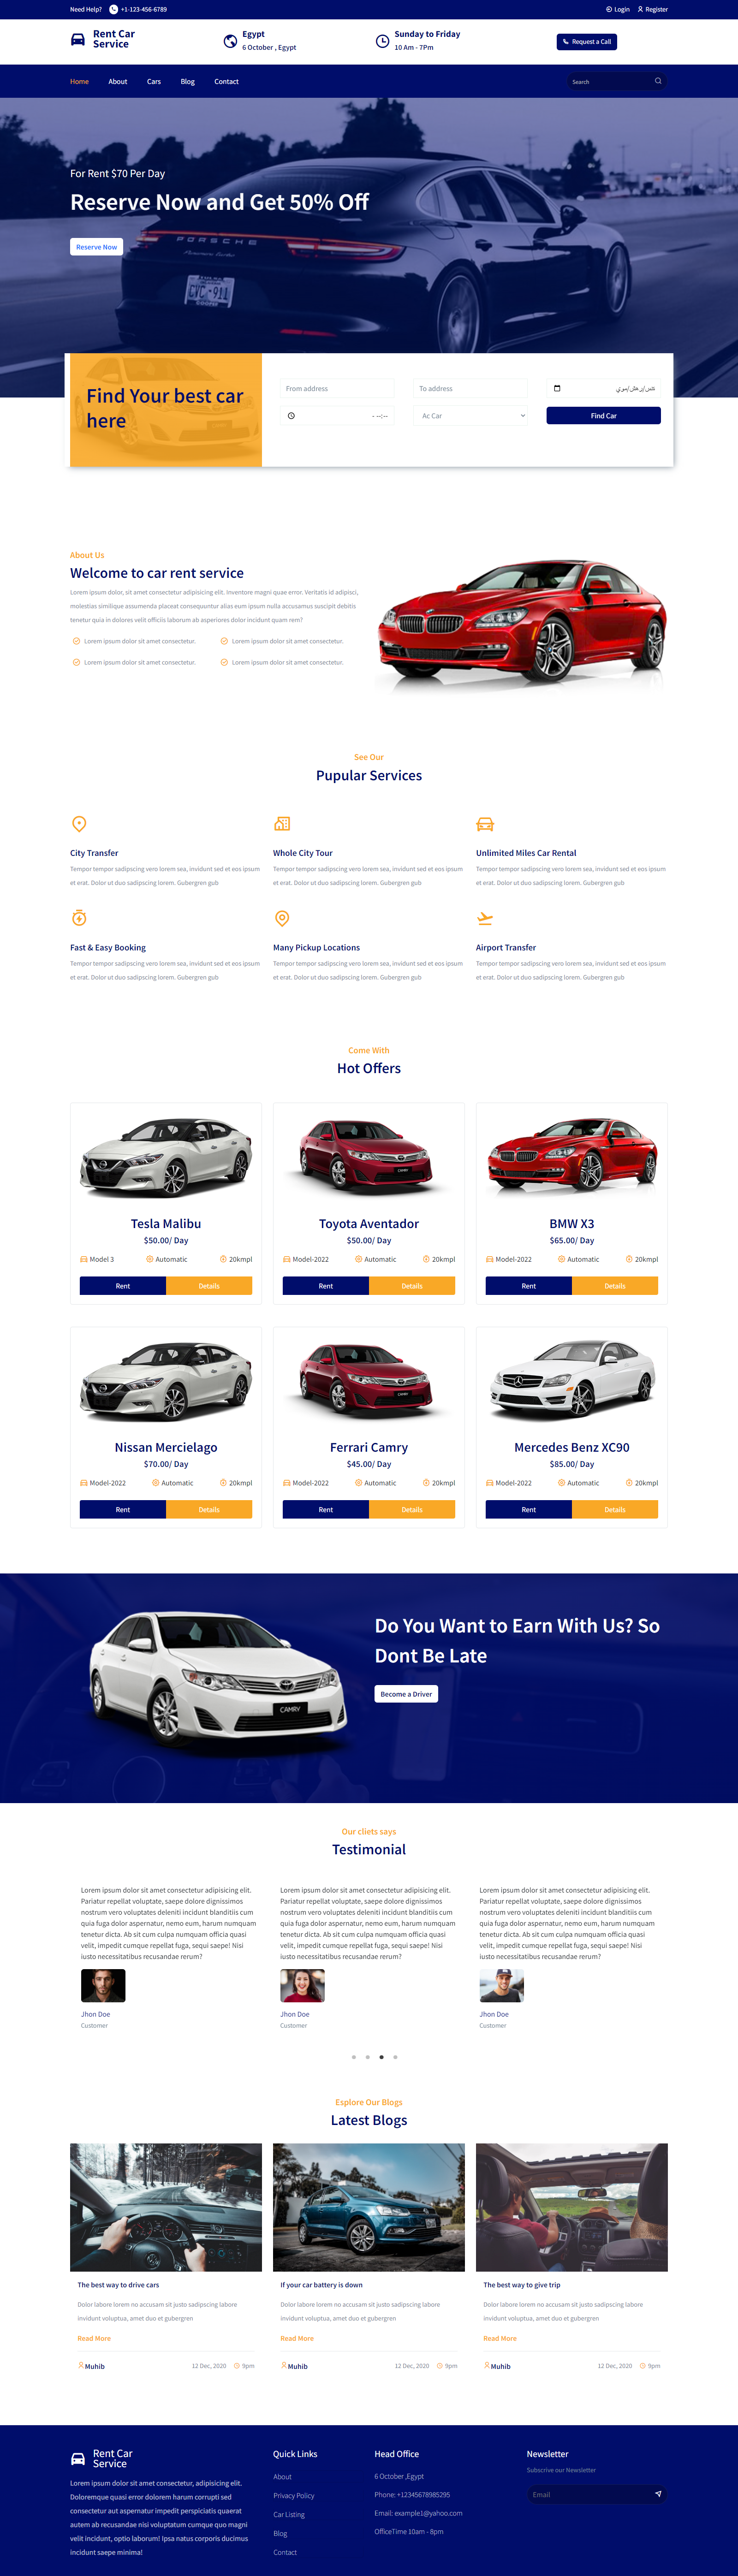 Need Help? +1-123-456-6789
Login Register
Rent Car
Service
Egypt
6 October , Egypt
Sunday to Friday
10 Am - 7Pm
Request a Call
Home About Cars Blog Contact
Search
For Rent $70 Per Day
Reserve Now and Get 50% Off
Reserve Now
PORSCHE
Find Your best car
here
From address
To address
- --:--
Ac Car
Find Car
About Us
Welcome to car rent service
Lorem ipsum dolor, sit amet consectetur adipisicing elit. Inventore magni quae error. Veritatis id adipisci,
molestias similique assumenda placeat consequuntur alias eum ipsum nulla accusamus suscipit debitis
tenetur quia in dolores velit officiis laborum ab asperiores dolor incidunt quam rem?
Lorem ipsum dolor sit amet consectetur.
Lorem ipsum dolor sit amet consectetur.
Lorem ipsum dolor sit amet consectetur.
Lorem ipsum dolor sit amet consectetur.
See Our
Pupular Services
City Transfer
Tempor tempor sadipscing vero lorem sea, invidunt sed et eos ipsum
et erat. Dolor ut duo sadipscing lorem. Gubergren gub
Whole City Tour
Tempor tempor sadipscing vero lorem sea, invidunt sed et eos ipsum
et erat. Dolor ut duo sadipscing lorem. Gubergren gub
Unlimited Miles Car Rental
Tempor tempor sadipscing vero lorem sea, invidunt sed et eos ipsum
et erat. Dolor ut duo sadipscing lorem. Gubergren gub
Fast & Easy Booking
Tempor tempor sadipscing vero lorem sea, invidunt sed et eos ipsum
et erat. Dolor ut duo sadipscing lorem. Gubergren gub
Many Pickup Locations
Tempor tempor sadipscing vero lorem sea, invidunt sed et eos ipsum
et erat. Dolor ut duo sadipscing lorem. Gubergren gub
Airport Transfer
Tempor tempor sadipscing vero lorem sea, invidunt sed et eos ipsum
et erat. Dolor ut duo sadipscing lorem. Gubergren gub
Come With
Hot Offers
Tesla Malibu
$50.00/ Day
Model 3 Automatic 20kmpl
Rent Details
Toyota Aventador
$50.00/ Day
Model-2022 Automatic 20kmpl
Rent Details
BMW X3
$65.00/ Day
Model-2022 Automatic 20kmpl
Rent Details
Nissan Mercielago
$70.00/ Day
Model-2022 Automatic 20kmpl
Rent Details
Ferrari Camry
$45.00/ Day
Model-2022 Automatic 20kmpl
Rent Details
Mercedes Benz XC90
$85.00/ Day
Model-2022 Automatic 20kmpl
Rent Details
CAMRY
Do You Want to Earn With Us? So
Dont Be Late
Become a Driver
Our cliets says
Testimonial
Lorem ipsum dolor sit amet consectetur adipisicing elit.
Pariatur repellat voluptate, saepe dolore dignissimos
nostrum vero voluptates deleniti incidunt blanditiis cum
quia fuga dolor aspernatur, nemo eum, harum numquam
tenetur dicta. Ab sit cum culpa numquam officia quasi
velit, impedit cumque repellat fuga, sequi saepe! Nisi
iusto necessitatibus recusandae rerum?
Jhon Doe
Customer
Lorem ipsum dolor sit amet consectetur adipisicing elit.
Pariatur repellat voluptate, saepe dolore dignissimos
nostrum vero voluptates deleniti incidunt blanditiis cum
quia fuga dolor aspernatur, nemo eum, harum numquam
tenetur dicta. Ab sit cum culpa numquam officia quasi
velit, impedit cumque repellat fuga, sequi saepe! Nisi
iusto necessitatibus recusandae rerum?
Jhon Doe
Customer
Lorem ipsum dolor sit amet consectetur adipisicing elit.
Pariatur repellat voluptate, saepe dolore dignissimos
nostrum vero voluptates deleniti incidunt blanditiis cum
quia fuga dolor aspernatur, nemo eum, harum numquam
tenetur dicta. Ab sit cum culpa numquam officia quasi
velit, impedit cumque repellat fuga, sequi saepe! Nisi
iusto necessitatibus recusandae rerum?
Jhon Doe
Customer
Esplore Our Blogs
Latest Blogs
The best way to drive cars
Dolor labore lorem no accusam sit justo sadipscing labore
invidunt voluptua, amet duo et gubergren
Read More
Muhib 12 Dec, 2020 9pm
If your car battery is down
Dolor labore lorem no accusam sit justo sadipscing labore
invidunt voluptua, amet duo et gubergren
Read More
Muhib 12 Dec, 2020 9pm
The best way to give trip
Dolor labore lorem no accusam sit justo sadipscing labore
invidunt voluptua, amet duo et gubergren
Read More
Muhib 12 Dec, 2020 9pm
Rent Car
Service
Lorem ipsum dolor sit amet consectetur, adipisicing elit.
Doloremque quasi error dolorem harum corrupti sed
consectetur aut aspernatur impedit perspiciatis quaerat
autem ab recusandae nisi voluptatum cumque quo magni
velit incidunt, optio laborum! Ipsa natus corporis ducimus
incidunt saepe minima!
Quick Links
About
Privacy Policy
Car Listing
Blog
Contact
Head Office
6 October ,Egypt
Phone: +12345678985295
Email: example1@yahoo.com
OfficeTime 10am - 8pm
Newsletter
Subscrive our Newsletter
Email